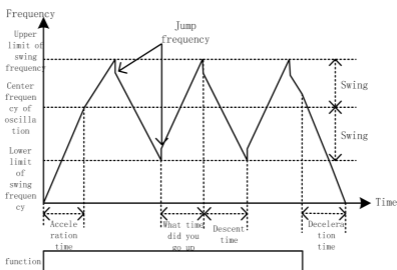 Frequency
Upper
limit of
swing
frequency
Jump
frequency
Center
frequen
cy of
oscilla
tion
Swing
Swing
Lower
limit
of
swing
frequen
cy
Time
Accele
ration
time
What time
did you
go up
Descent
time
Decelera
tion
time
function